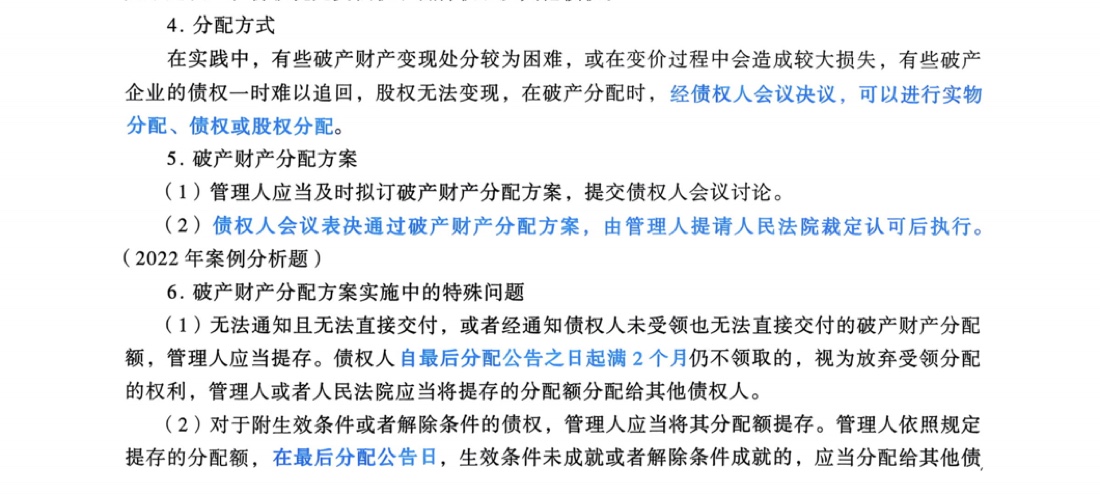 4. 分配方式
在实践中，有些破产财产变现处分较为困难，或在变价过程中会造成较大损失，有些破产
企业的债权一时难以追回，股权无法变现，在破产分配时，经债权人会议决议，可以进行实物
分配、债权或股权分配。
5. 破产财产分配方案
（1）管理人应当及时拟订破产财产分配方案，提交债权人会议讨论。
（2）债权人会议表决通过破产财产分配方案，由管理人提请人民法院裁定认可后执行。
（2022 年案例分析题）
6. 破产财产分配方案实施中的特殊问题
（1）无法通知且无法直接交付，或者经通知债权人未受领也无法直接交付的破产财产分配
额，管理人应当提存。债权人自最后分配公告之日起满 2 个月仍不领取的，视为放弃受领分配
的权利，管理人或者人民法院应当将提存的分配额分配给其他债权人。
（2）对于附生效条件或者解除条件的债权，管理人应当将其分配额提存。管理人依照规定
提存的分配额，在最后分配公告日，生效条件未成就或者解除条件成就的，应当分配给其他债